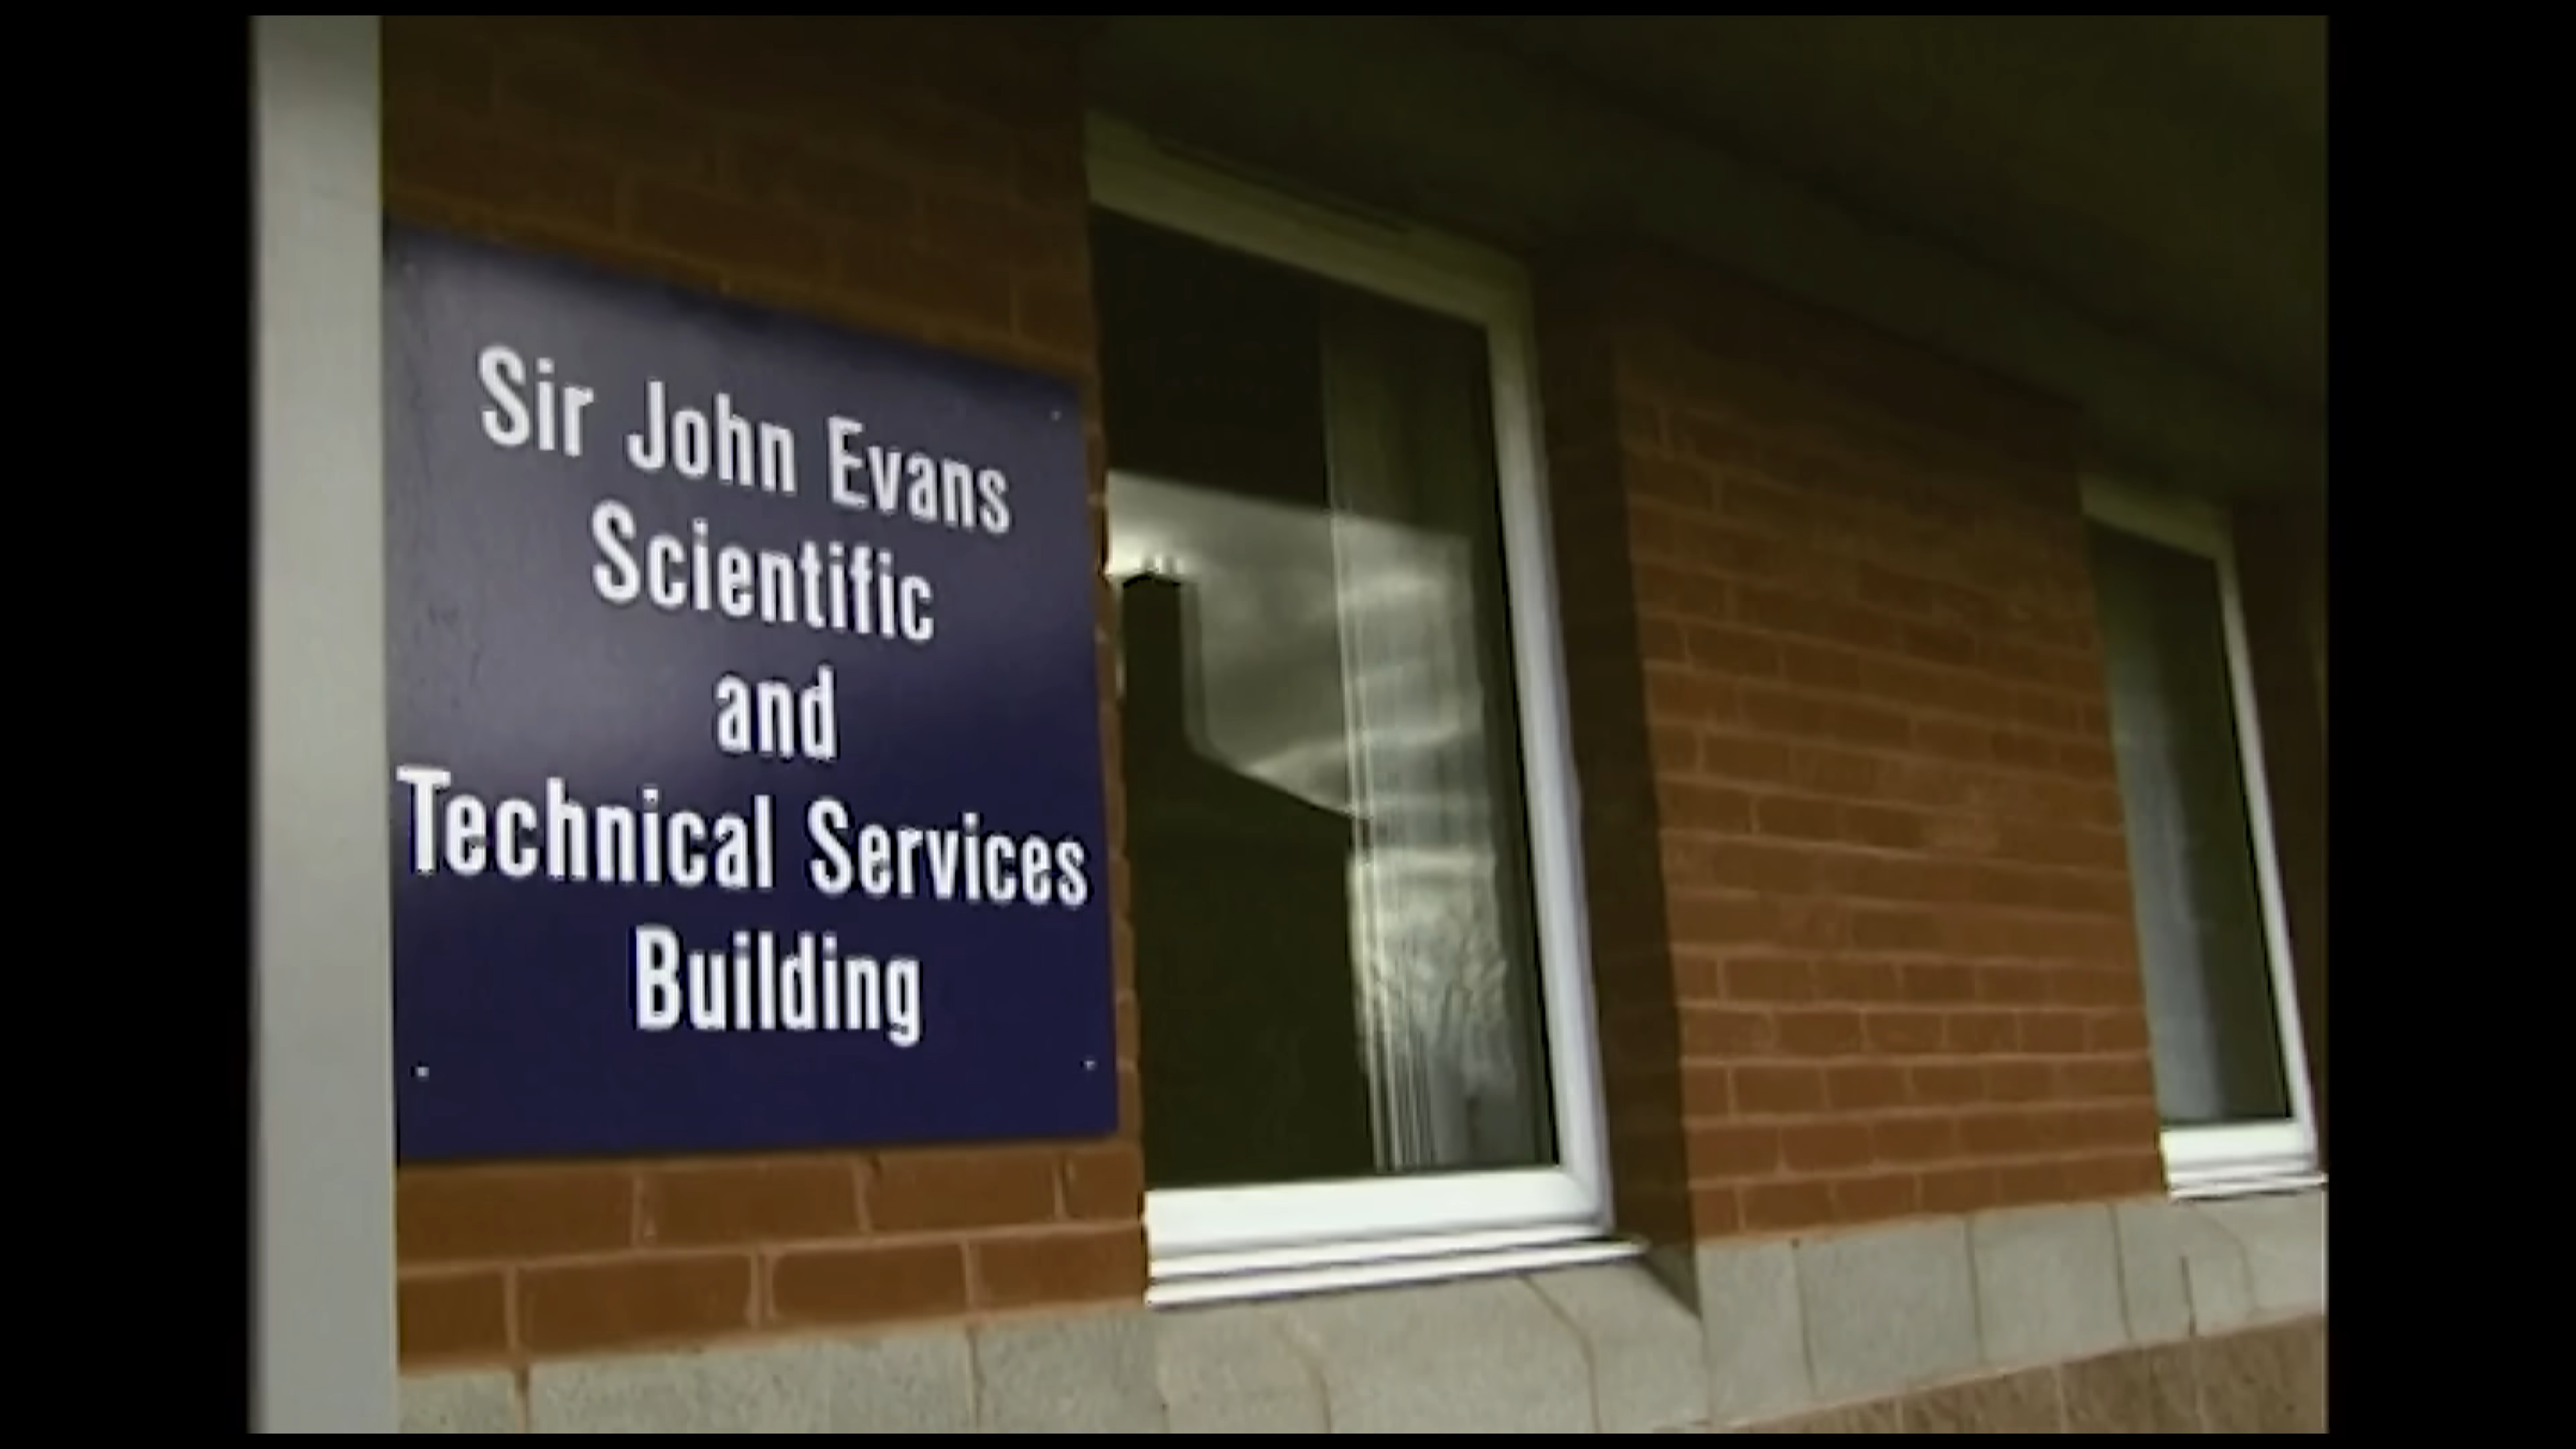 Sir John Evans
Scientific
and
Technical Services
Building